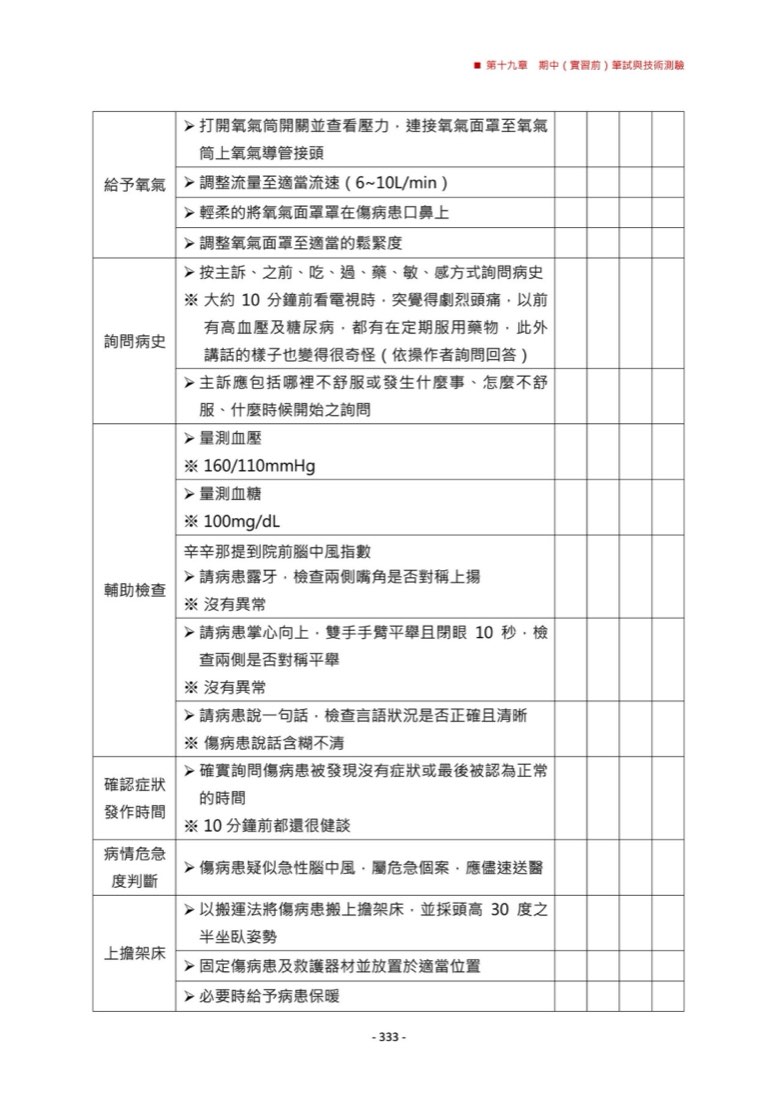 ■ 第十九章 期中(實習前)筆試與技術測驗
給予氧氣
➢ 打開氧氣筒開關並查看壓力,連接氧氣面罩至氧氣
筒上氧氣導管接頭
➢ 調整流量至適當流速(6~10L/min)
➢ 輕柔的將氧氣面罩罩在傷病患口鼻上
➢ 調整氧氣面罩至適當的鬆緊度
詢問病史
➢ 按主訴、之前、吃、過、藥、敏、感方式詢問病史
※ 大約 10 分鐘前看電視時,突覺得劇烈頭痛,以前
有高血壓及糖尿病,都有在定期服用藥物,此外
講話的樣子也變得很奇怪(依操作者詢問回答)
➢ 主訴應包括哪裡不舒服或發生什麼事、怎麼不舒
服、什麼時候開始之詢問
輔助檢查
➢ 量測血壓
※ 160/110mmHg
➢ 量測血糖
※ 100mg/dL
辛辛那提到院前腦中風指數
➢ 請病患露牙,檢查兩側嘴角是否對稱上揚
※ 沒有異常
➢ 請病患掌心向上,雙手手臂平舉且閉眼 10 秒,檢
查兩側是否對稱平舉
※ 沒有異常
➢ 請病患說一句話,檢查言語狀況是否正確且清晰
※ 傷病患說話含糊不清
確認症狀
發作時間
➢ 確實詢問傷病患被發現沒有症狀或最後被認為正常
的時間
※ 10 分鐘前都還很健談
病情危急
度判斷
➢ 傷病患疑似急性腦中風,屬危急個案,應儘速送醫
上擔架床
➢ 以搬運法將傷病患搬上擔架床,並採頭高 30 度之
半坐臥姿勢
➢ 固定傷病患及救護器材並放置於適當位置
➢ 必要時給予病患保暖
- 333 -